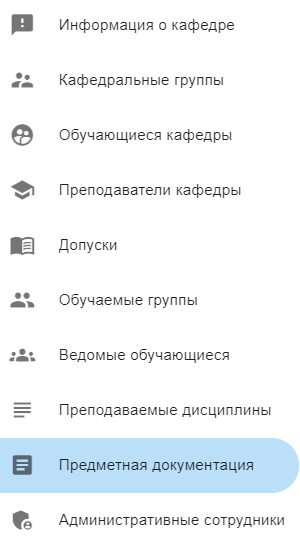 Информация о кафедре
Кафедральные группы
Обучающиеся кафедры
Преподаватели кафедры
Допуски
Обучаемые группы
Ведомые обучающиеся
Преподаваемые дисциплины
Предметная документация
Административные сотрудники